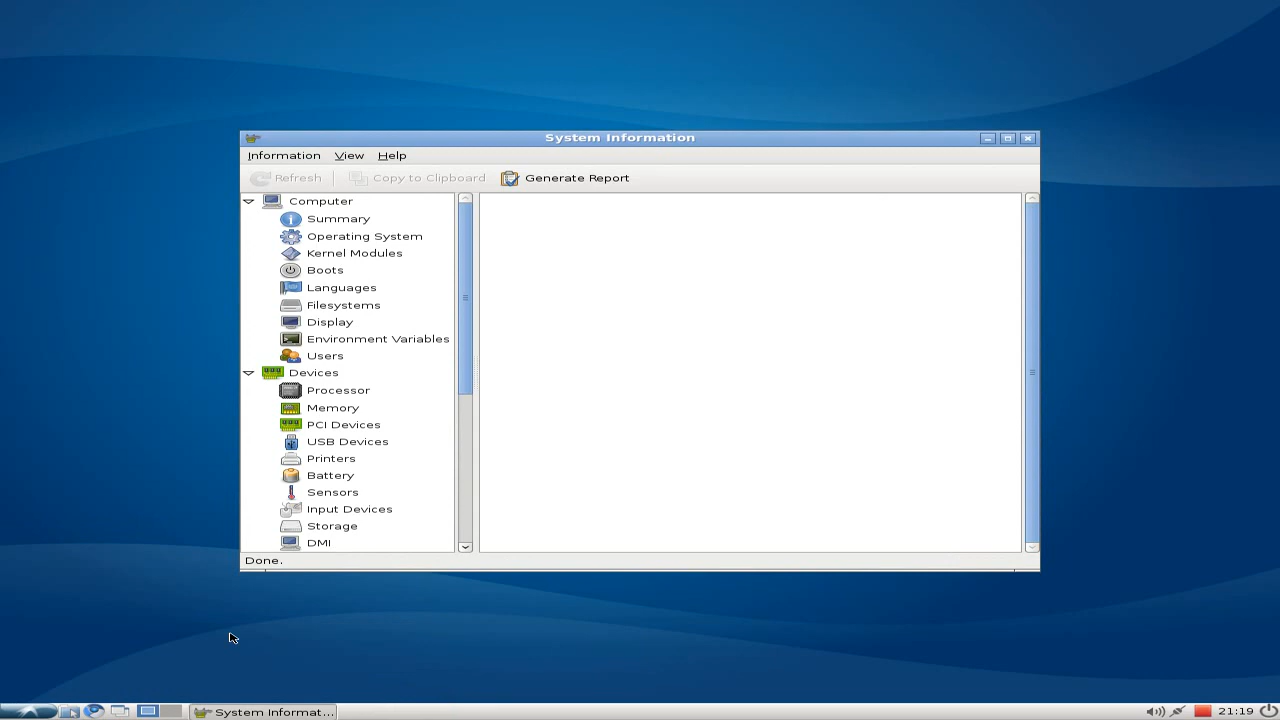 System Information
Information View Help
Refresh Copy to Clipboard Generate Report
Computer
Summary
Operating System
Kernel Modules
Boots
Languages
Filesystems
Display
Environment Variables
Users
Devices
Processor
Memory
PCI Devices
USB Devices
Printers
Battery
Sensors
Input Devices
Storage
DMI
Done.
System Informat... 21:19